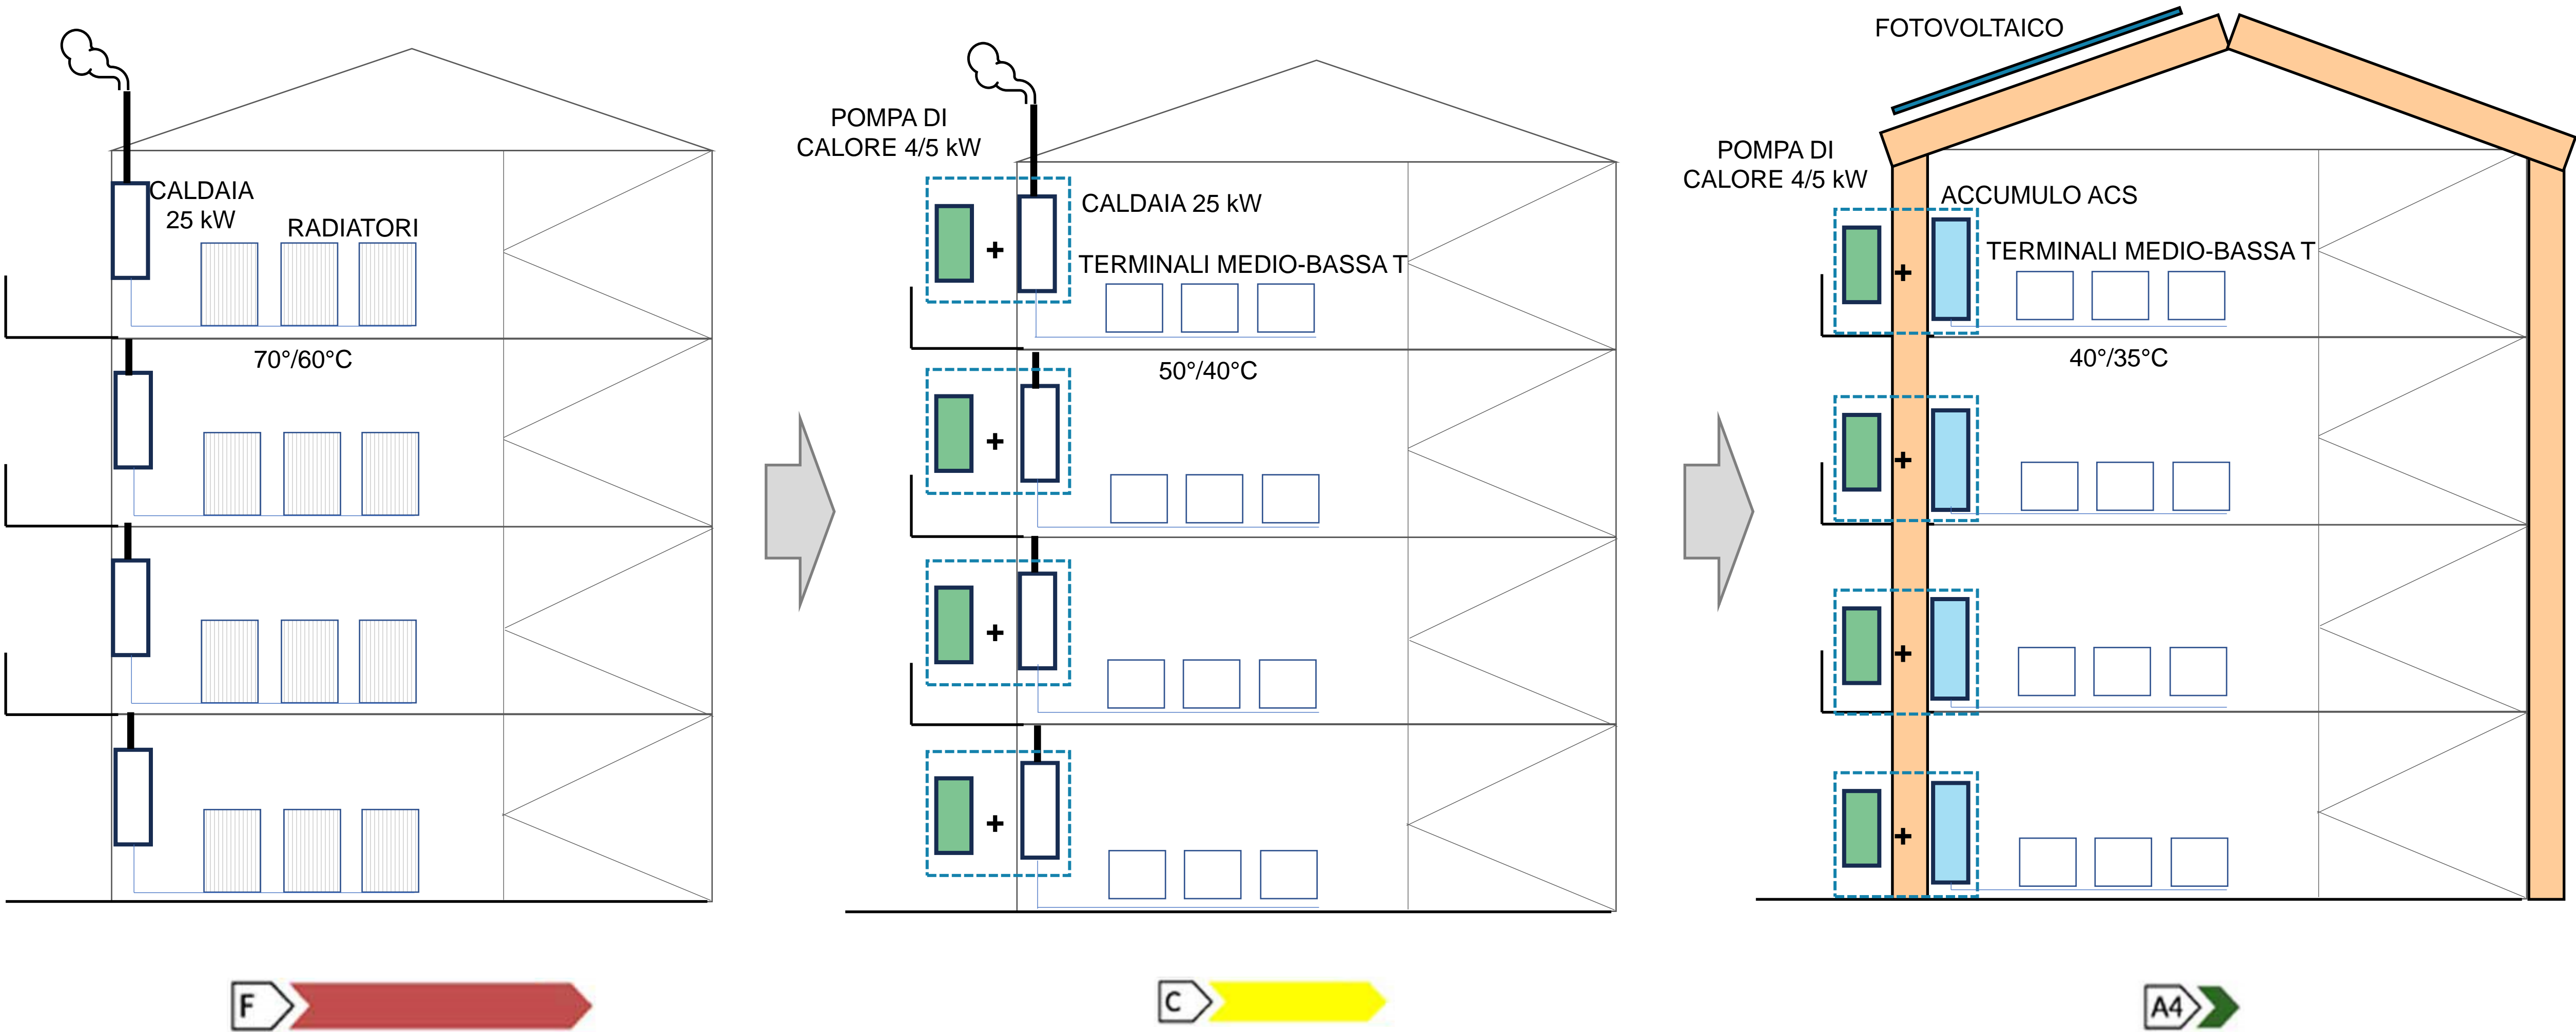 CALDAIA
25 kW
RADIATORI
70°/60°C
F
POMPA DI
CALORE 4/5 kW
+
CALDAIA 25 kW
TERMINALI MEDIO-BASSA T
50°/40°C
+
+
+
C
FOTOVOLTAICO
POMPA DI
CALORE 4/5 kW
ACCUMULO ACS
+
TERMINALI MEDIO-BASSA T
40°/35°C
+
+
+
A4